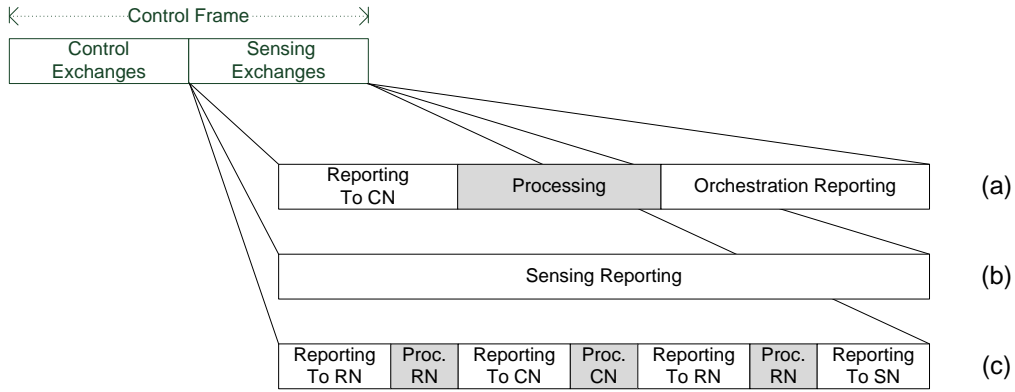 Control Frame
Control Sensing
Exchanges Exchanges
Reporting
To CN Processing Orchestration Reporting (a)
Sensing Reporting (b)
Reporting Proc. Reporting Proc. Reporting Proc. Reporting
To RN RN To CN CN To RN RN To SN (c)